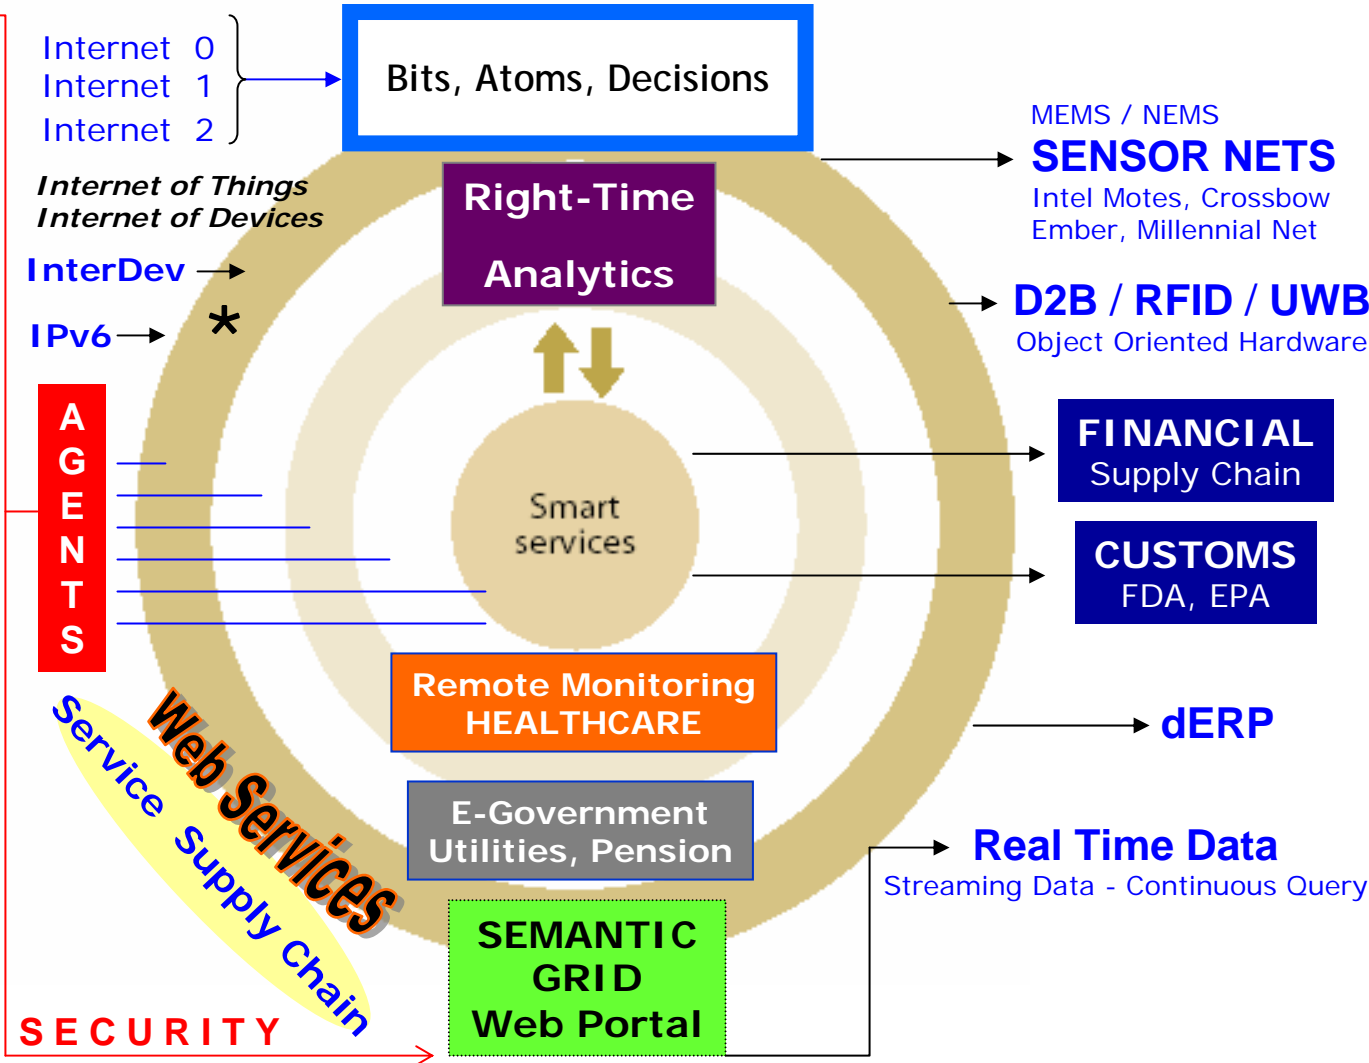 Internet 0
Internet 1
Internet 2
Bits, Atoms, Decisions
MEMS / NEMS
SENSOR NETS
Intel Motes, Crossbow
Ember, Millennial Net
Internet of Things
Internet of Devices
Right-Time
Analytics
InterDev
IPv6
*
D2B / RFID / UWB
Object Oriented Hardware
AGENTS
FINANCIAL
Supply Chain
Smart
services
CUSTOMS
FDA, EPA
Remote Monitoring
HEALTHCARE
dERP
Web Services
Service Supply Chain
E-Government
Utilities, Pension
Real Time Data
Streaming Data - Continuous Query
SEMANTIC
GRID
Web Portal
SECURITY